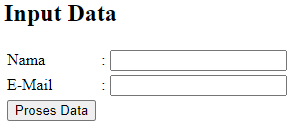 Input Data
Nama :
E-Mail :
Proses Data